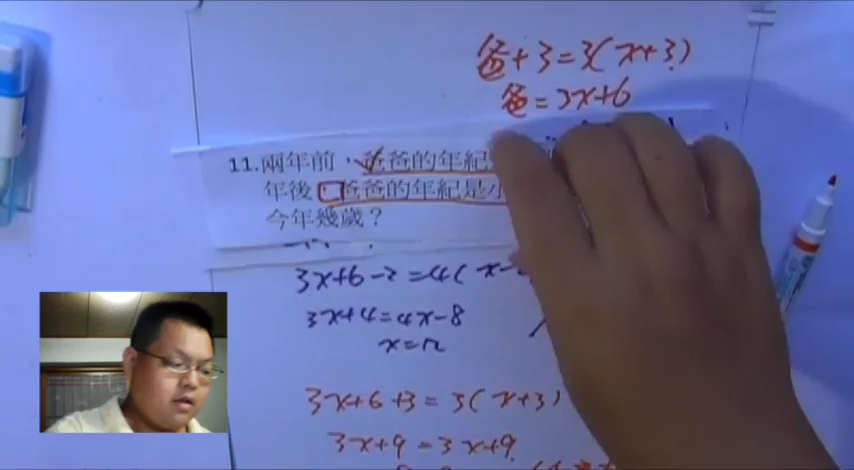 爸+3=3(x+3)
爸=3x+6
11.兩年前，爸爸的年紀
年後，爸爸的年紀是小
今年幾歲？
3x+6-2=4(x-
3x+4=4x-8
x=12
3x+6+3=3(x+3)
3x+9=3x+9